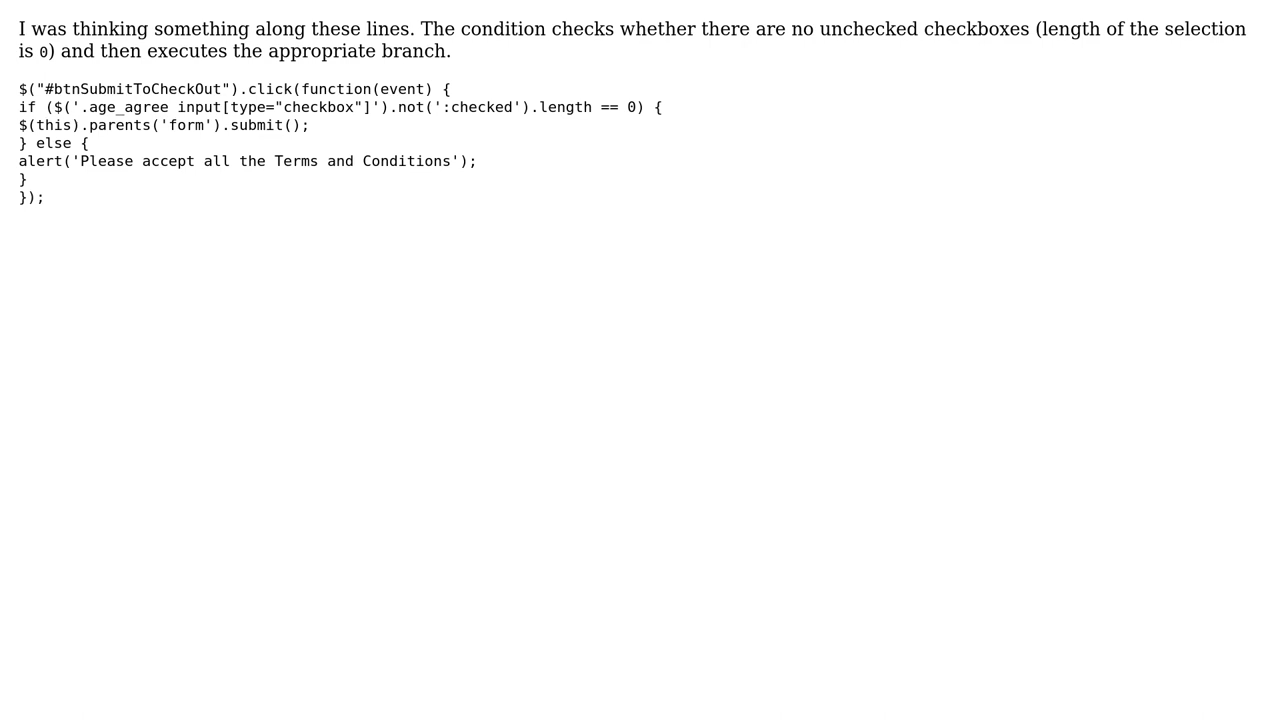 I was thinking something along these lines. The condition checks whether there are no unchecked checkboxes (length of the selection
is 0) and then executes the appropriate branch.
$("#btnSubmitToCheckOut").click(function(event) {
if ($('.age_agree input[type="checkbox"]').not(':checked').length == 0) {
$(this).parents('form').submit();
} else {
alert('Please accept all the Terms and Conditions');
}
});